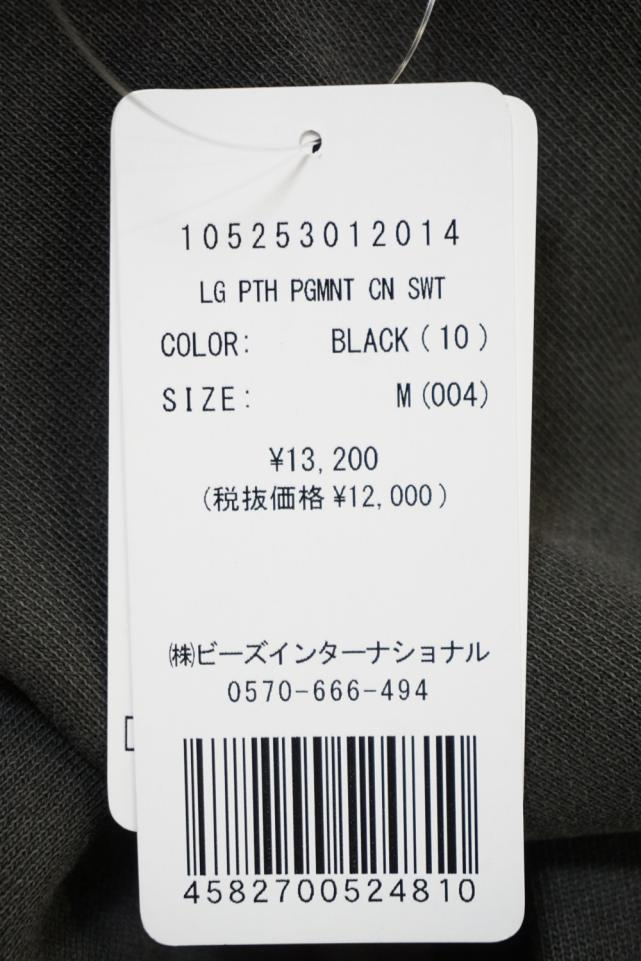 105253012014
LG PTH PGMNT CN SWT
COLOR: BLACK(10)
SIZE: M(004)
¥13,200
(税抜価格¥12,000)
㈱ビーズインターナショナル
0570-666-494
4582700524810